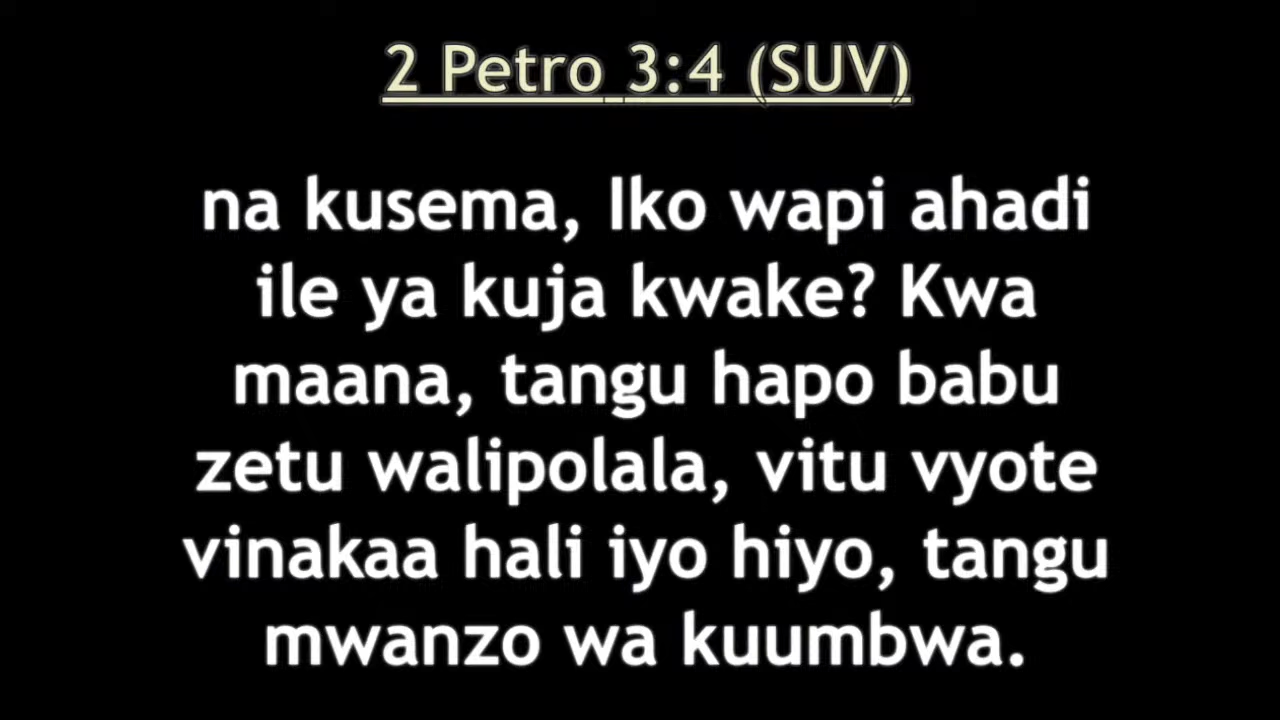 2 Petro 3:4 (SUV)
na kusema, Iko wapi ahadi
ile ya kuja kwake? Kwa
maana, tangu hapo babu
zetu walipolala, vitu vyote
vinakaa hali iyo hiyo, tangu
mwanzo wa kuumbwa.